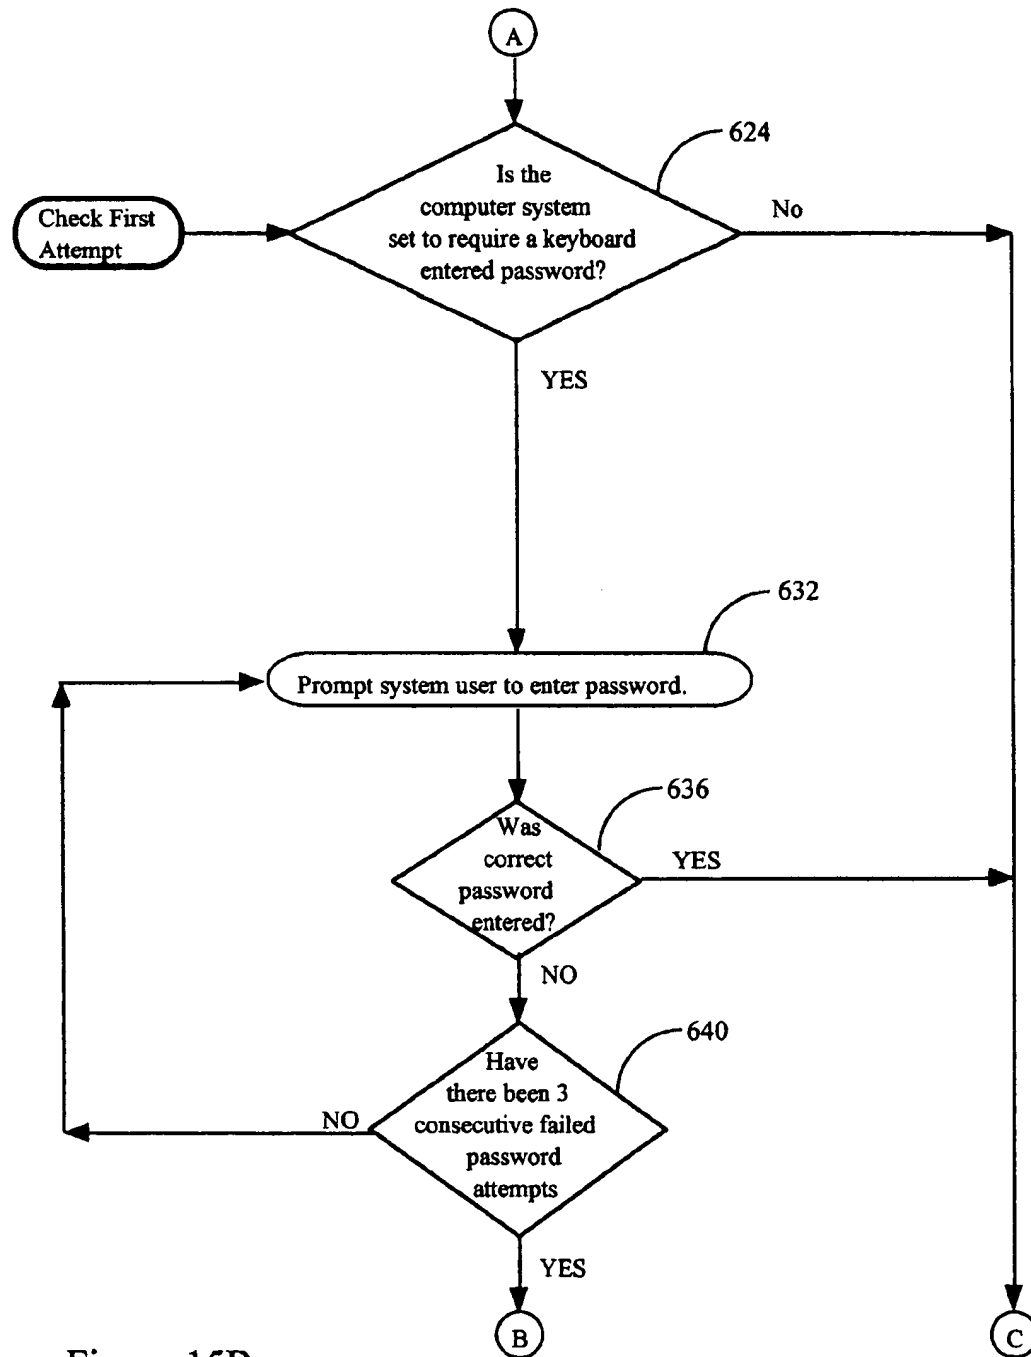 A
624
Is the
computer system
set to require a keyboard
entered password?
No
Check First
Attempt
YES
632
Prompt system user to enter password.
636
Was
correct
password
entered?
YES
NO
640
Have
there been 3
consecutive failed
password
attempts
NO
YES
B
C